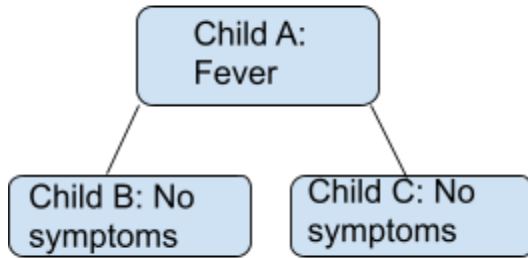 Child A:
Fever
Child B: No
symptoms
Child C: No
symptoms